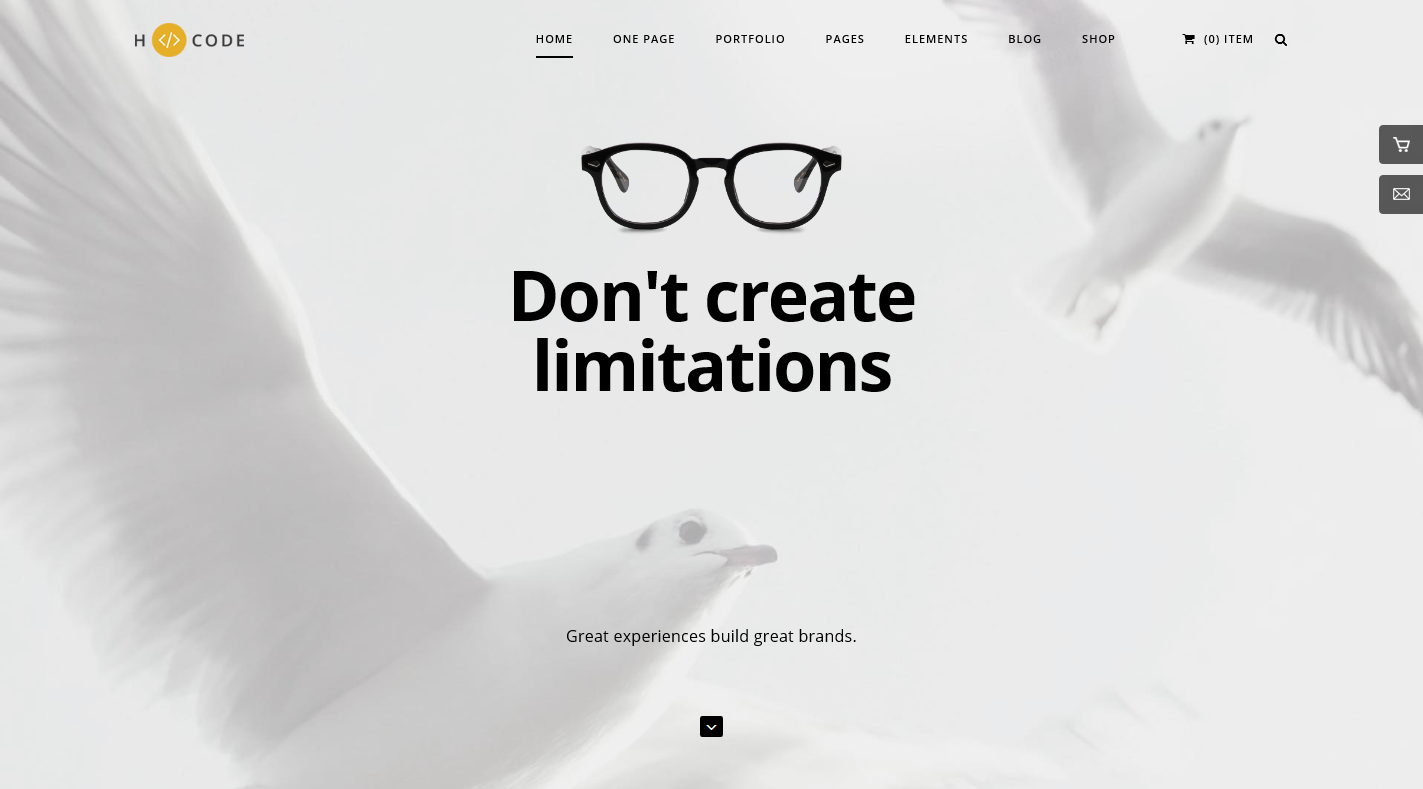 H </> CODE
HOME ONE PAGE PORTFOLIO PAGES ELEMENTS BLOG SHOP (0) ITEM
Don't create
limitations
Great experiences build great brands.